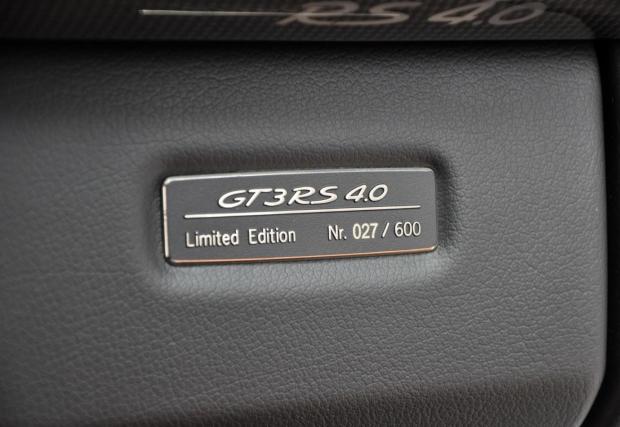 RS 4.0
GT3RS 4.0
Limited Edition Nr. 027 / 600